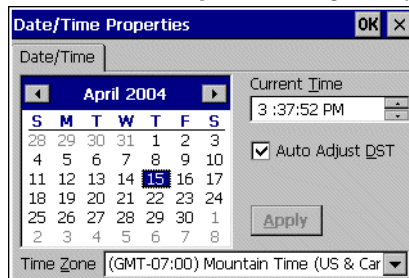 Date/Time Properties OK ×
Date/Time
April 2004
S M T W T F S
28 29 30 31 1 2 3
4 5 6 7 8 9 10
11 12 13 14 15 16 17
18 19 20 21 22 23 24
25 26 27 28 29 30 1
2 3 4 5 6 7 8
Current Time
3 :37:52 PM
Auto Adjust DST
Apply
Time Zone (GMT-07:00) Mountain Time (US & Car